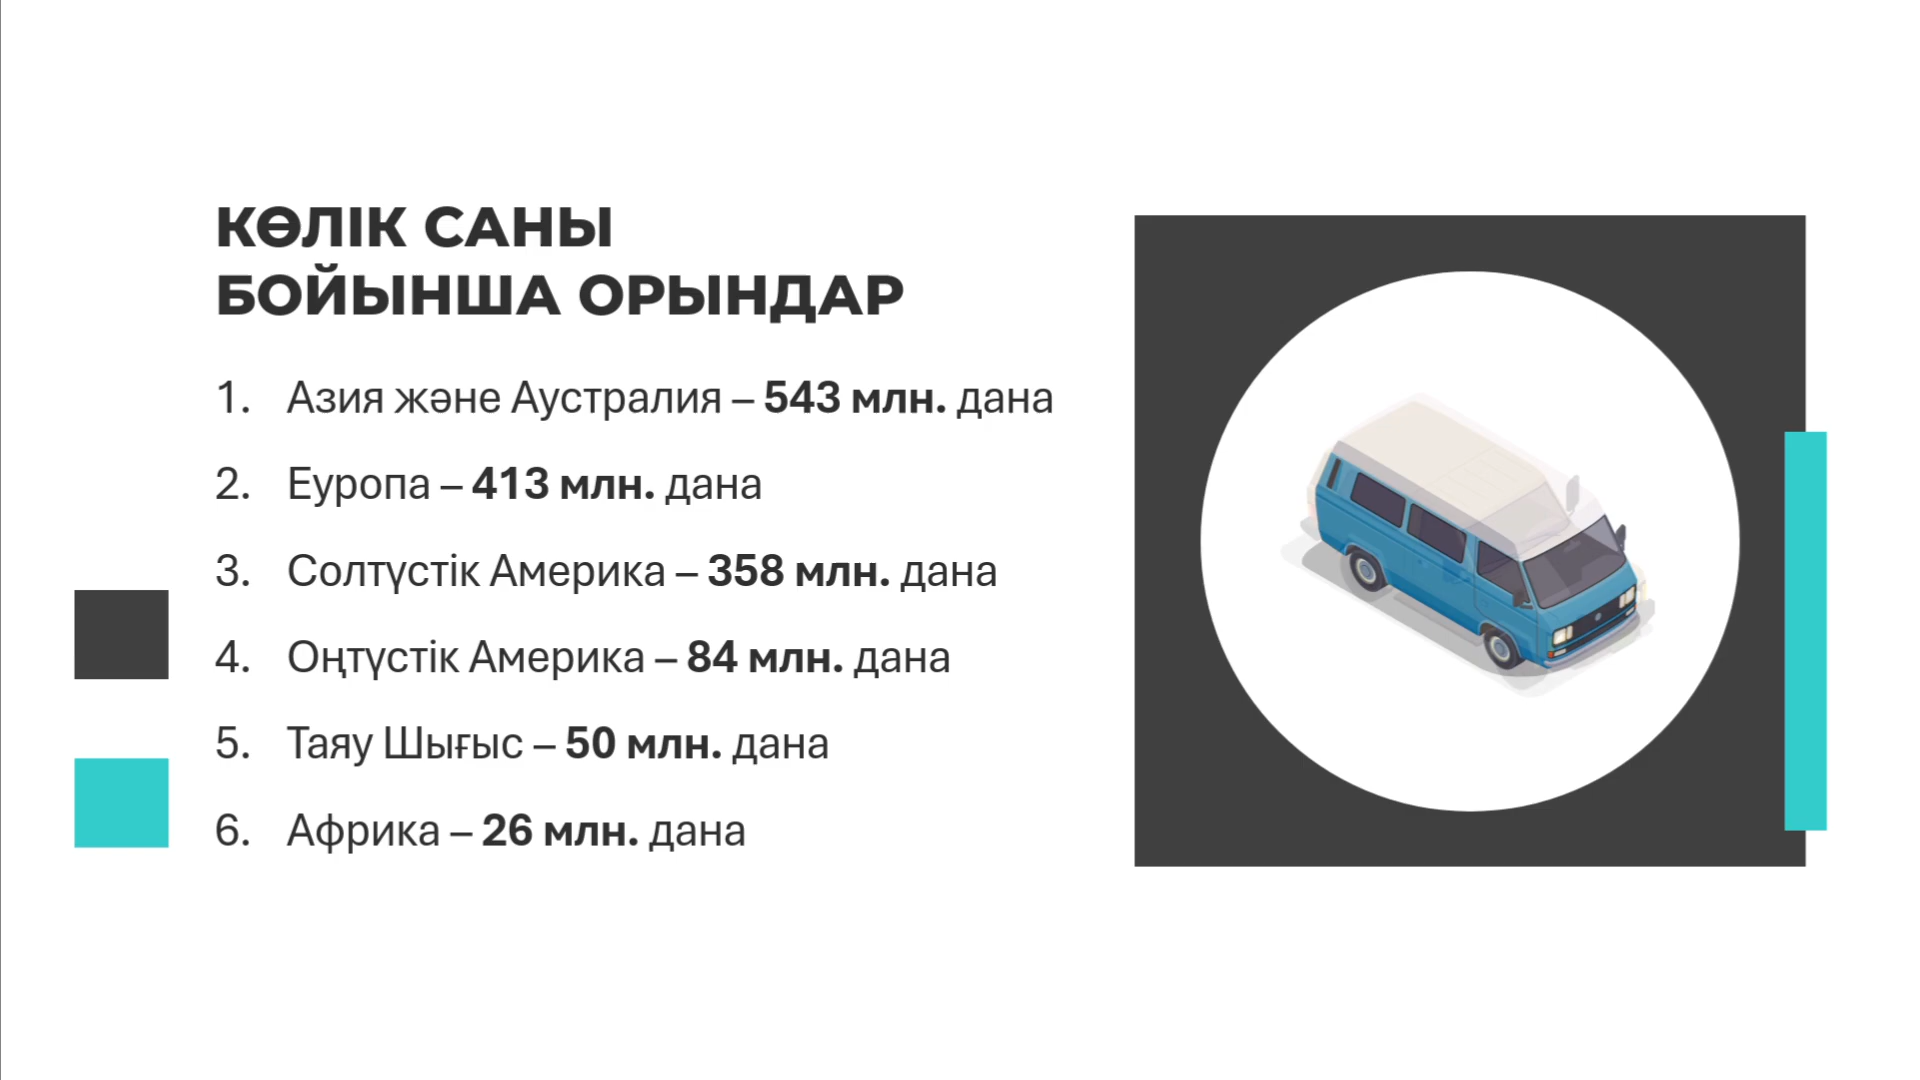 КӨЛІК САНЫ
БОЙЫНША ОРЫНДАР
1. Азия және Аустралия – 543 млн. дана
2. Еуропа – 413 млн. дана
3. Солтүстік Америка – 358 млн. дана
4. Оңтүстік Америка – 84 млн. дана
5. Таяу Шығыс – 50 млн. дана
6. Африка – 26 млн. дана